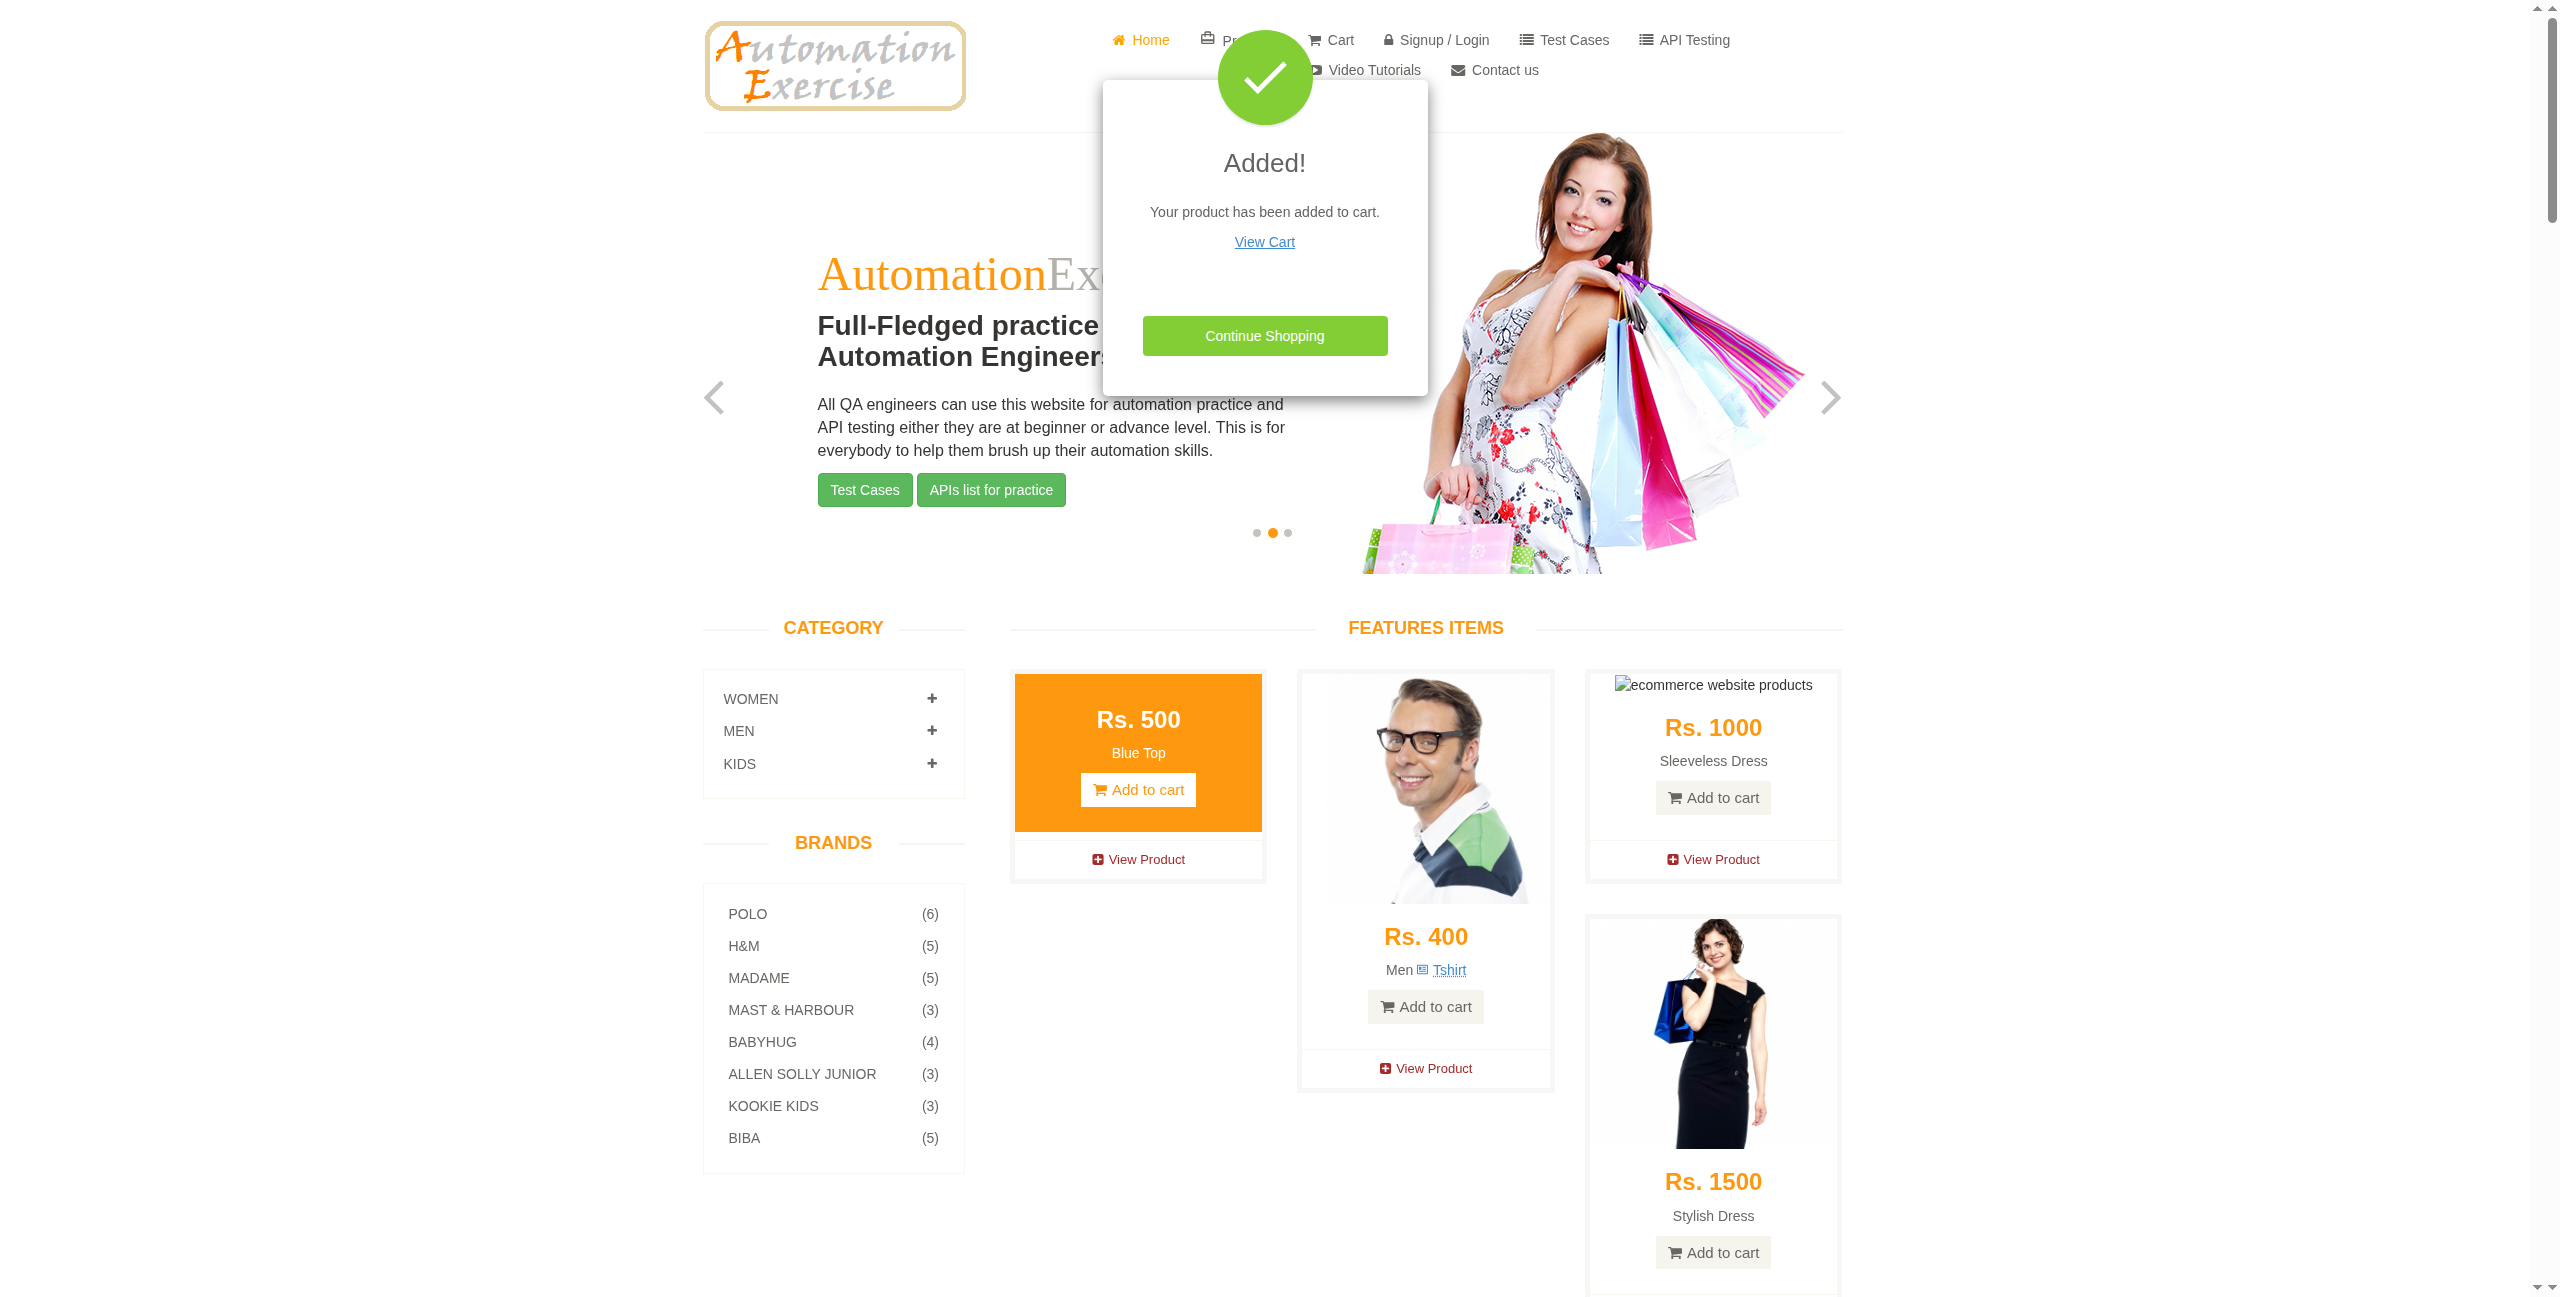 Automation
Exercise
Home
Cart
Signup / Login
Test Cases
API Testing
Video Tutorials
Contact us
Added!
Your product has been added to cart.
View Cart
Continue Shopping
Automation
Full-Fledged practice
Automation Engineers
All QA engineers can use this website for automation practice and
API testing either they are at beginner or advance level. This is for
everybody to help them brush up their automation skills.
Test Cases
APIs list for practice
CATEGORY
WOMEN
MEN
KIDS
BRANDS
POLO (6)
H&M (5)
MADAME (5)
MAST & HARBOUR (3)
BABYHUG (4)
ALLEN SOLLY JUNIOR (3)
KOOKIE KIDS (3)
BIBA (5)
FEATURES ITEMS
Rs. 500
Blue Top
Add to cart
View Product
Rs. 400
Men Tshirt
Add to cart
View Product
ecommerce website products
Rs. 1000
Sleeveless Dress
Add to cart
View Product
Rs. 1500
Stylish Dress
Add to cart